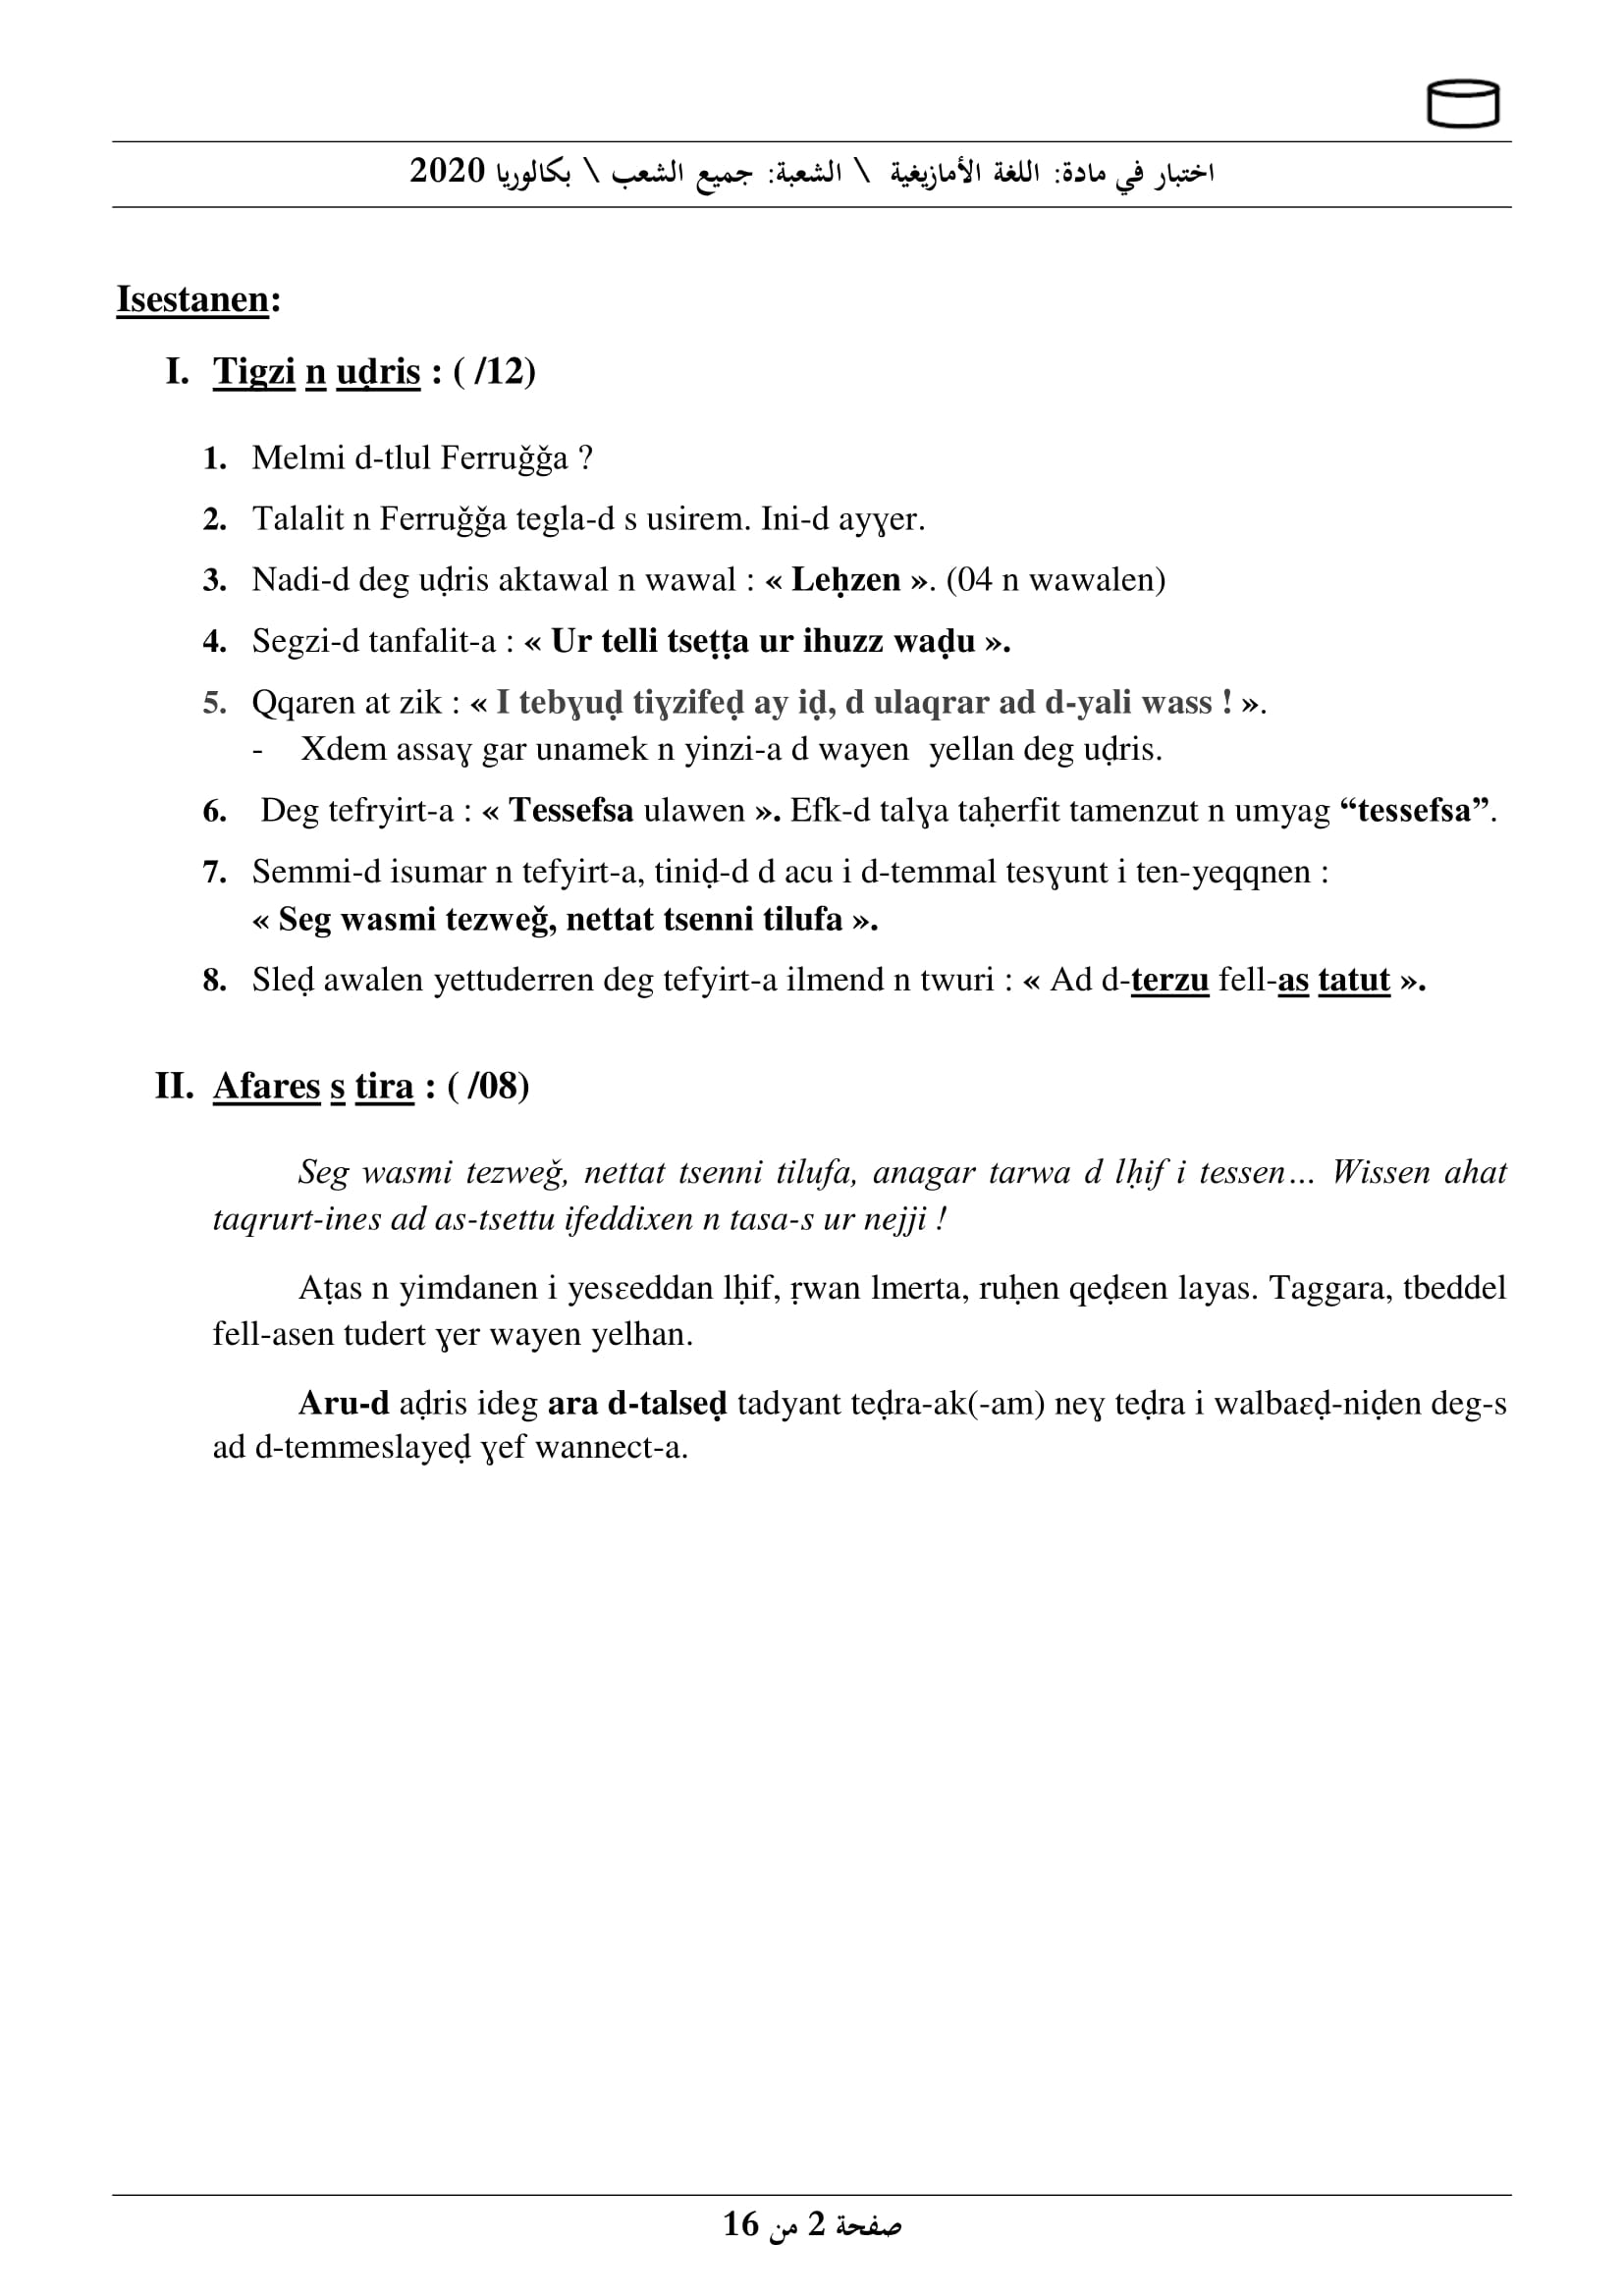 اختبار في مادة: اللغة الأمازيغية \ الشعبة: جميع الشعب \ بكالوريا 2020
Isestanen:
I. Tigzi n uḍris : ( /12)
1. Melmi d-tlul Ferruǧǧa ?
2. Talalit n Ferruǧǧa tegla-d s usirem. Ini-d ayɣer.
3. Nadi-d deg uḍris aktawal n wawal : « Leḥzen ». (04 n wawalen)
4. Segzi-d tanfalit-a : « Ur telli tseṭṭa ur ihuzz waḍu ».
5. Qqaren at zik : « I tebɣuḍ tiɣzifeḍ ay iḍ, d ulaqrar ad d-yali wass ! ».
- Xdem assaɣ gar unamek n yinzi-a d wayen yellan deg uḍris.
6. Deg tefryirt-a : « Tessefsa ulawen ». Efk-d talɣa taḥerfit tamenzut n umyag “tessefsa”.
7. Semmi-d isumar n tefyirt-a, tiniḍ-d d acu i d-temmal tesɣunt i ten-yeqqnen :
« Seg wasmi tezweǧ, nettat tsenni tilufa ».
8. Sleḍ awalen yettuderren deg tefyirt-a ilmend n twuri : « Ad d-terzu fell-as tatut ».
II. Afares s tira : ( /08)
Seg wasmi tezweǧ, nettat tsenni tilufa, anagar tarwa d lḥif i tessen… Wissen ahat
taqrurt-ines ad as-tsettu ifeddixen n tasa-s ur nejji !
Aṭas n yimdanen i yesɛeddan lḥif, ṛwan lmerta, ruḥen qeḍɛen layas. Taggara, tbeddel
fell-asen tudert ɣer wayen yelhan.
Aru-d aḍris ideg ara d-talseḍ tadyant teḍra-ak(-am) neɣ teḍra i walbaɛḍ-niḍen deg-s
ad d-temmeslayeḍ ɣef wannect-a.
صفحة 2 من 16